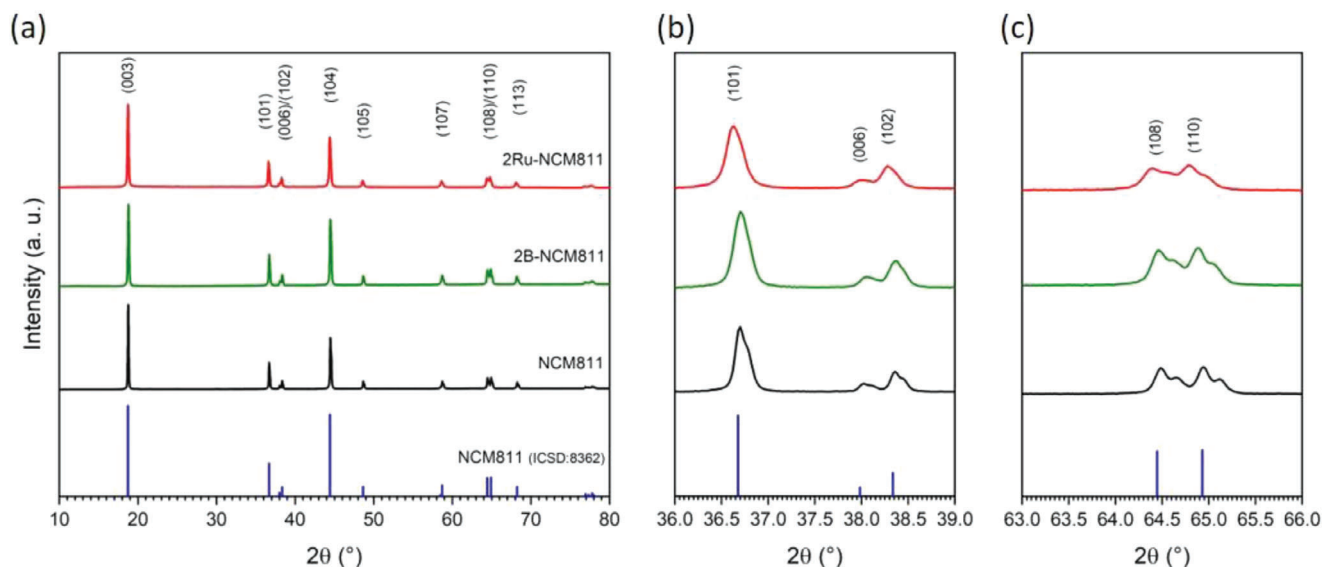 (a)
(003)
(101)
(006)/(102)
(104)
(105)
(107)
(108)/(110)
(113)
2Ru-NCM811
2B-NCM811
NCM811
NCM811 (ICSD:8362)
Intensity (a. u.)
10 20 30 40 50 60 70 80
2θ (°)
(b)
(101)
(006)
(102)
36.0 36.5 37.0 37.5 38.0 38.5 39.0
2θ (°)
(c)
(108)
(110)
63.0 63.5 64.0 64.5 65.0 65.5 66.0
2θ (°)